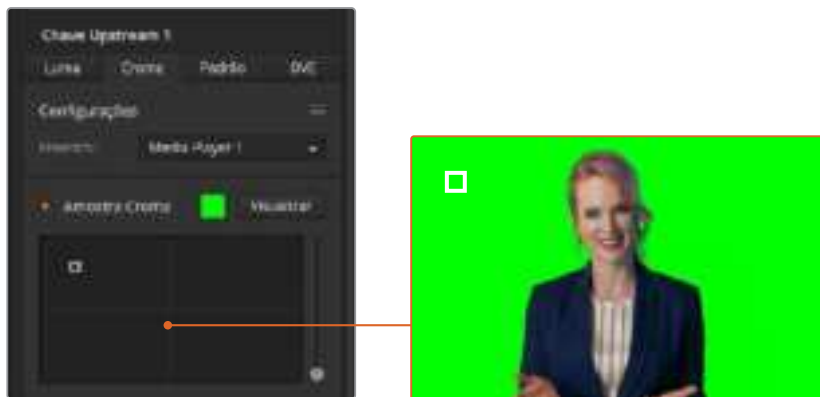 Chave Upstream 1
Luma Croma Padrão DVE
Configurações
Media Player 1
Amostra Croma Visualizar